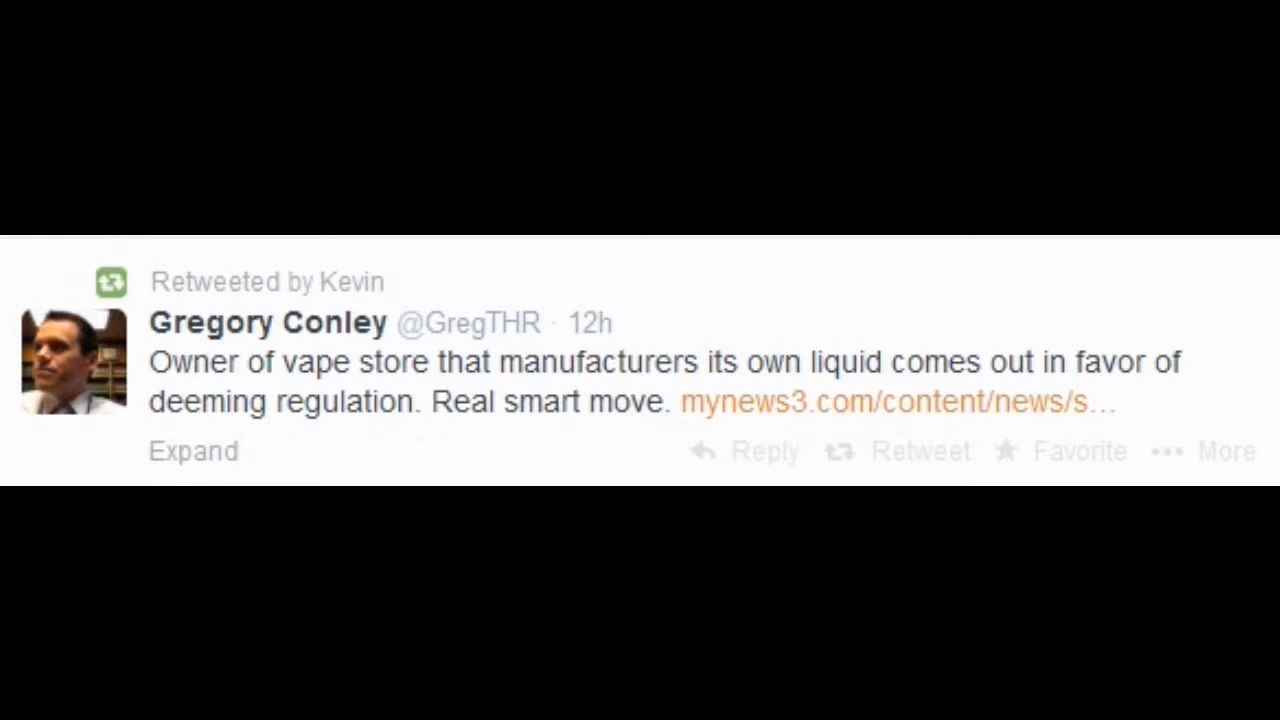 Retweeted by Kevin
Gregory Conley @GregTHR · 12h
Owner of vape store that manufacturers its own liquid comes out in favor of
deeming regulation. Real smart move. mynews3.com/content/news/s...
Expand Reply Retweet Favorite ••• More